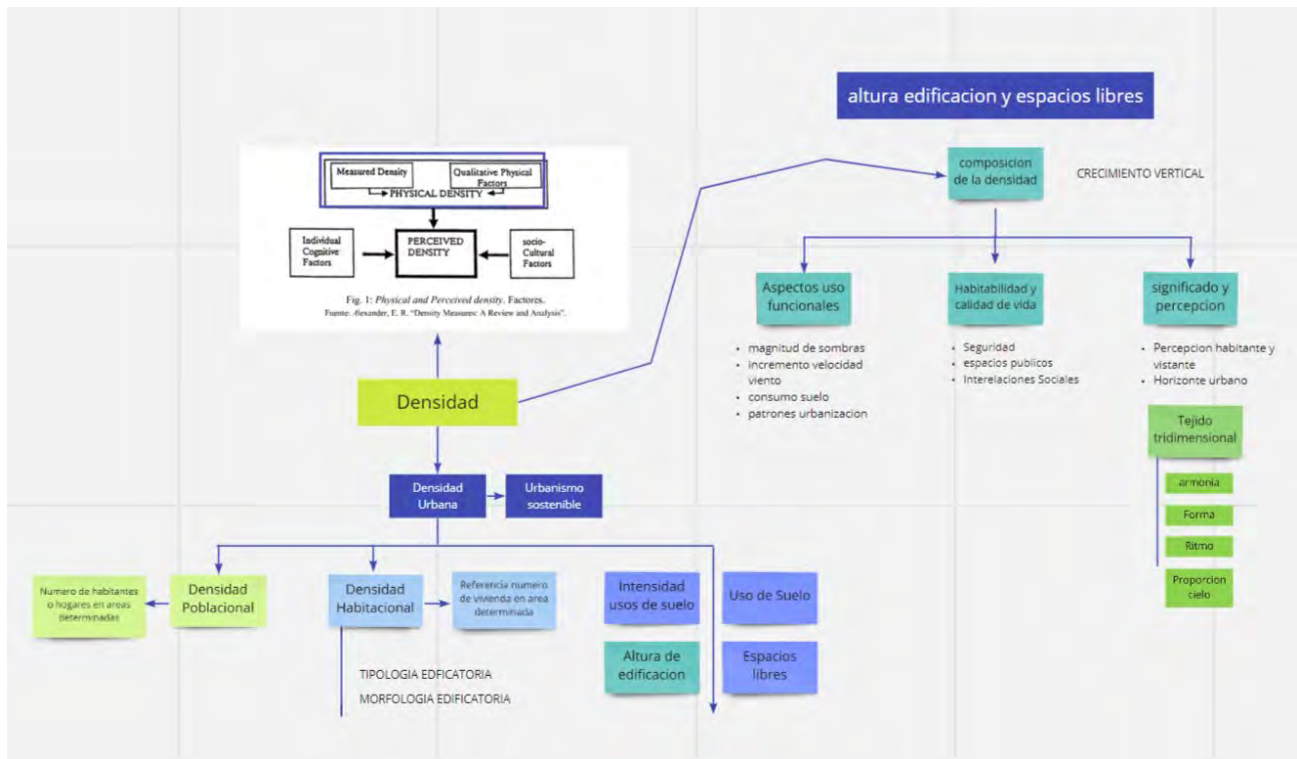 altura edificacion y espacios libres
composicion
de la densidad
CRECIMIENTO VERTICAL
Measured Density
Qualitative Physical
Factors
PHYSICAL DENSITY
Individual
Cognitive
Factors
PERCEIVED
DENSITY
socio-
Cultural
Factors
Fig. 1: Physical and Perceived density. Factores.
Fuente: Alexander, E. R. "Density Measures: A Review and Analysis".
Aspectos uso
funcionales
• magnitud de sombras
• incremento velocidad
viento
• consumo suelo
• patrones urbanizacion
Habitabilidad y
calidad de vida
• Seguridad
• espacios publicos
• Interelaciones Sociales
significado y
percepcion
• Percepcion habitante y
vistante
• Horizonte urbano
Tejido
tridimensional
armonia
Forma
Ritmo
Proporcion
cielo
Densidad
Densidad
Urbana
Urbanismo
sostenible
Numero de habitantes
o hogares en areas
determinadas
Densidad
Poblacional
Densidad
Habitacional
Referencia numero
de vivienda en area
determinada
TIPOLOGIA EDFICATORIA
MORFOLOGIA EDIFICATORIA
Intensidad
usos de suelo
Uso de Suelo
Altura de
edificacion
Espacios
libres